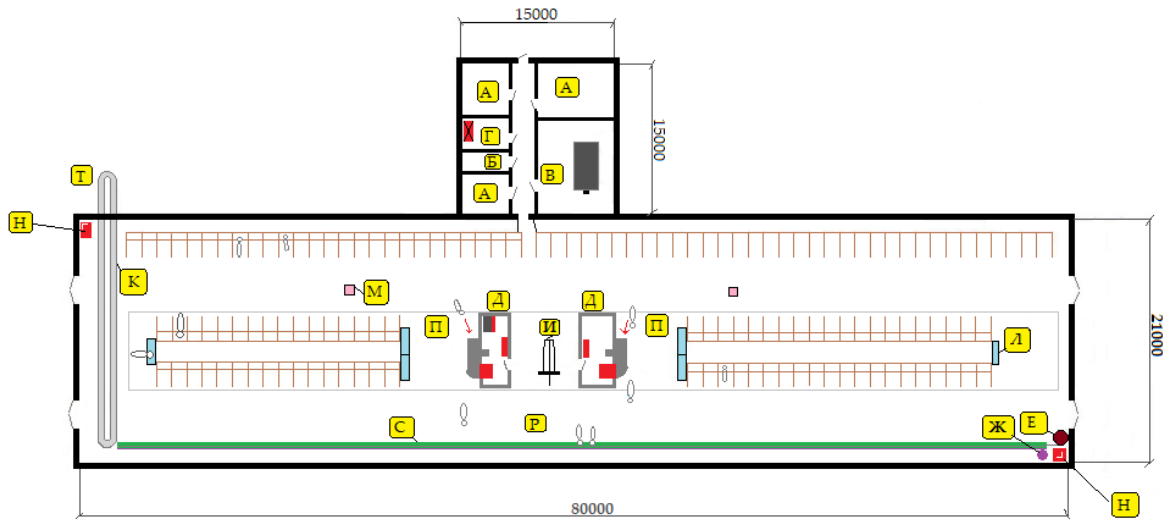 15000
А
А
15000
Г
Б
В
А
Т
Н
К
М
Д
И
Д
П
П
Л
21000
С
Р
Ж
Е
80000
Н